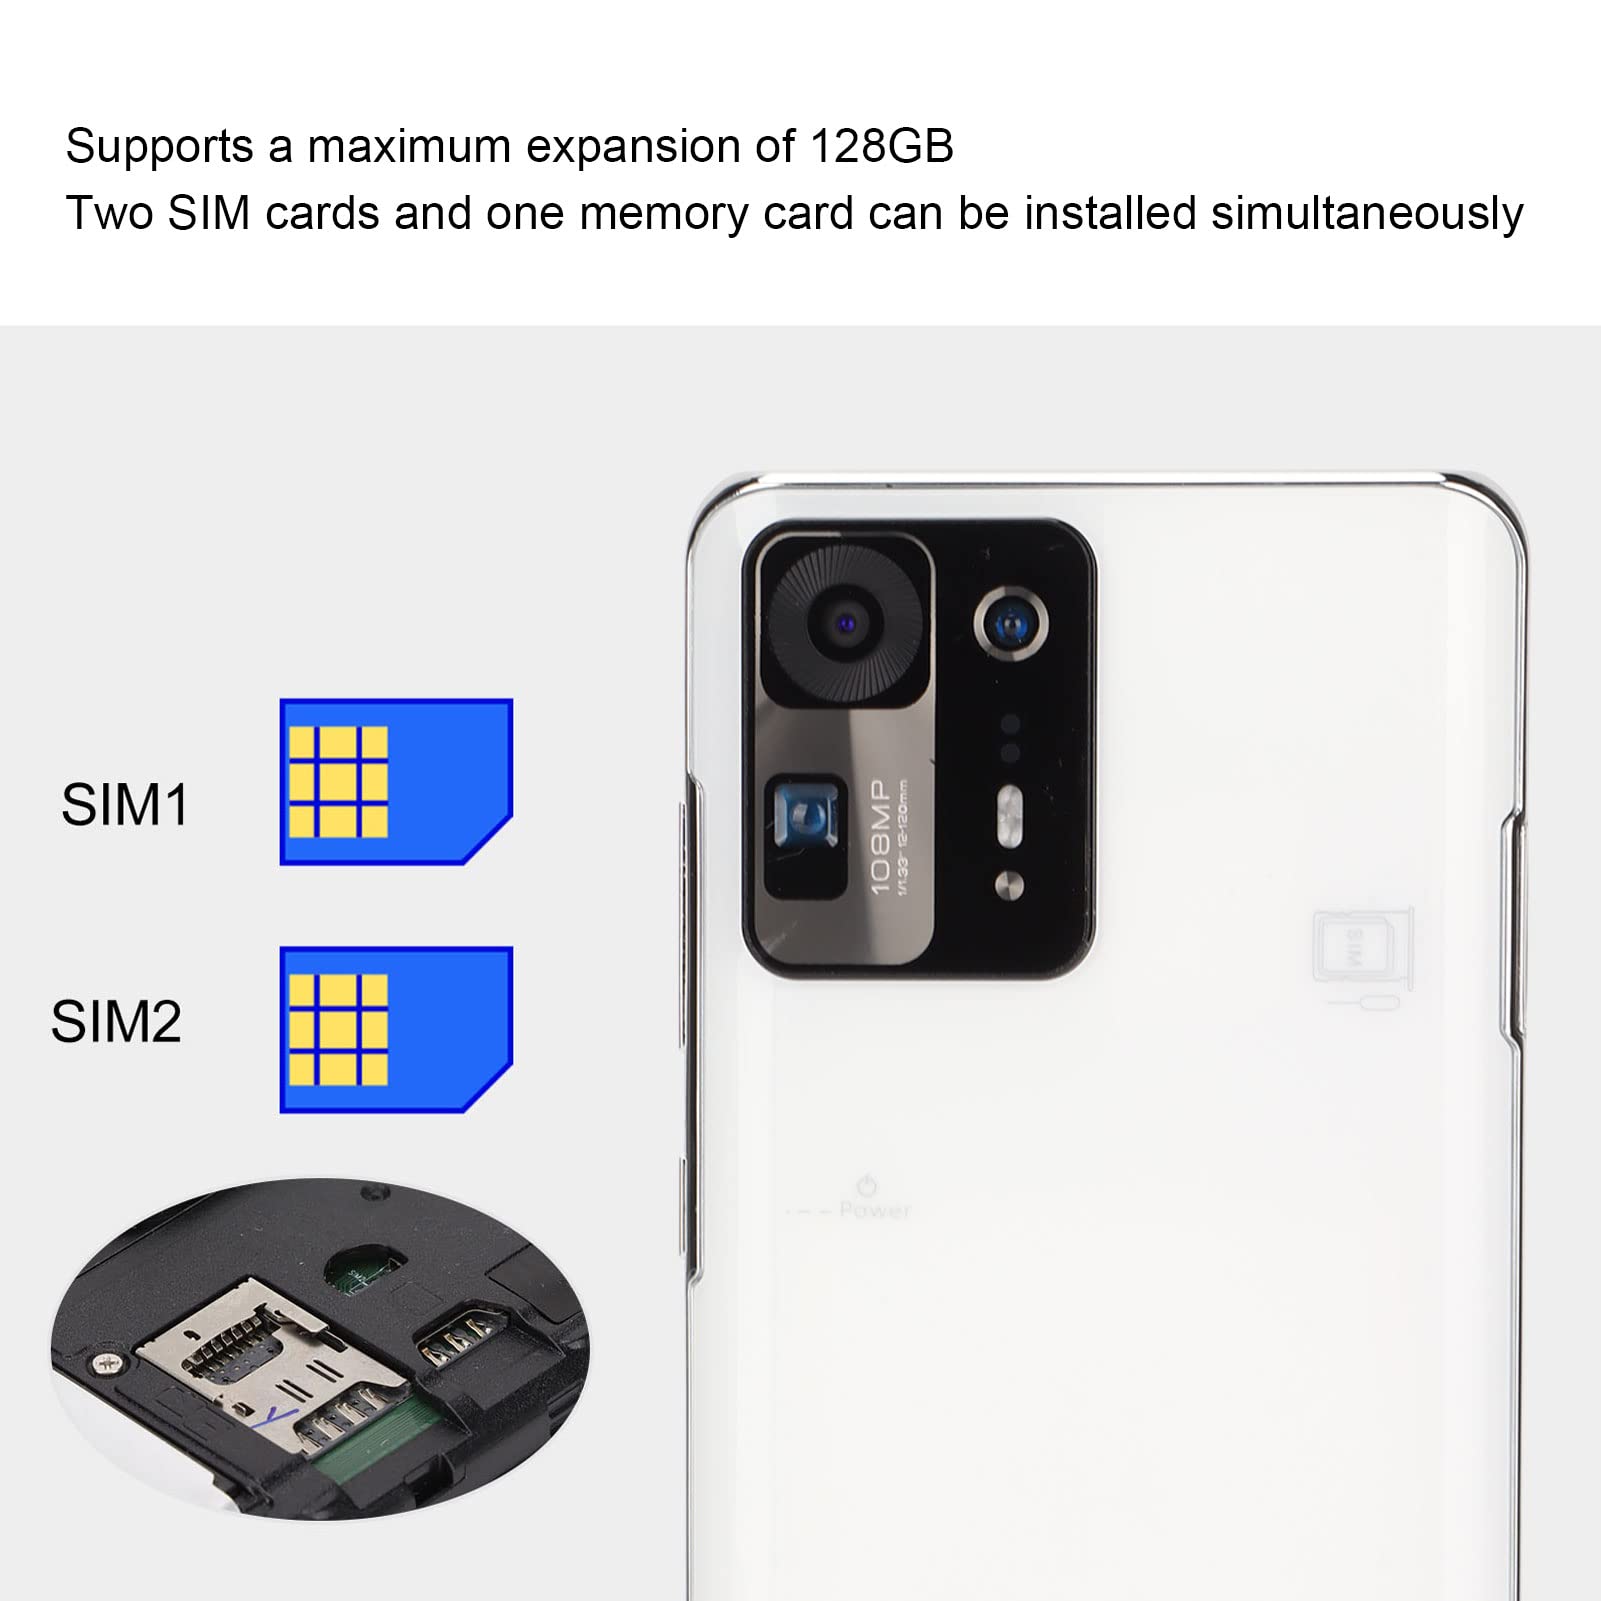 Supports a maximum expansion of 128GB
Two SIM cards and one memory card can be installed simultaneously
SIM1
SIM2
108MP
1/1.33" 12-120mm
SIM
Power